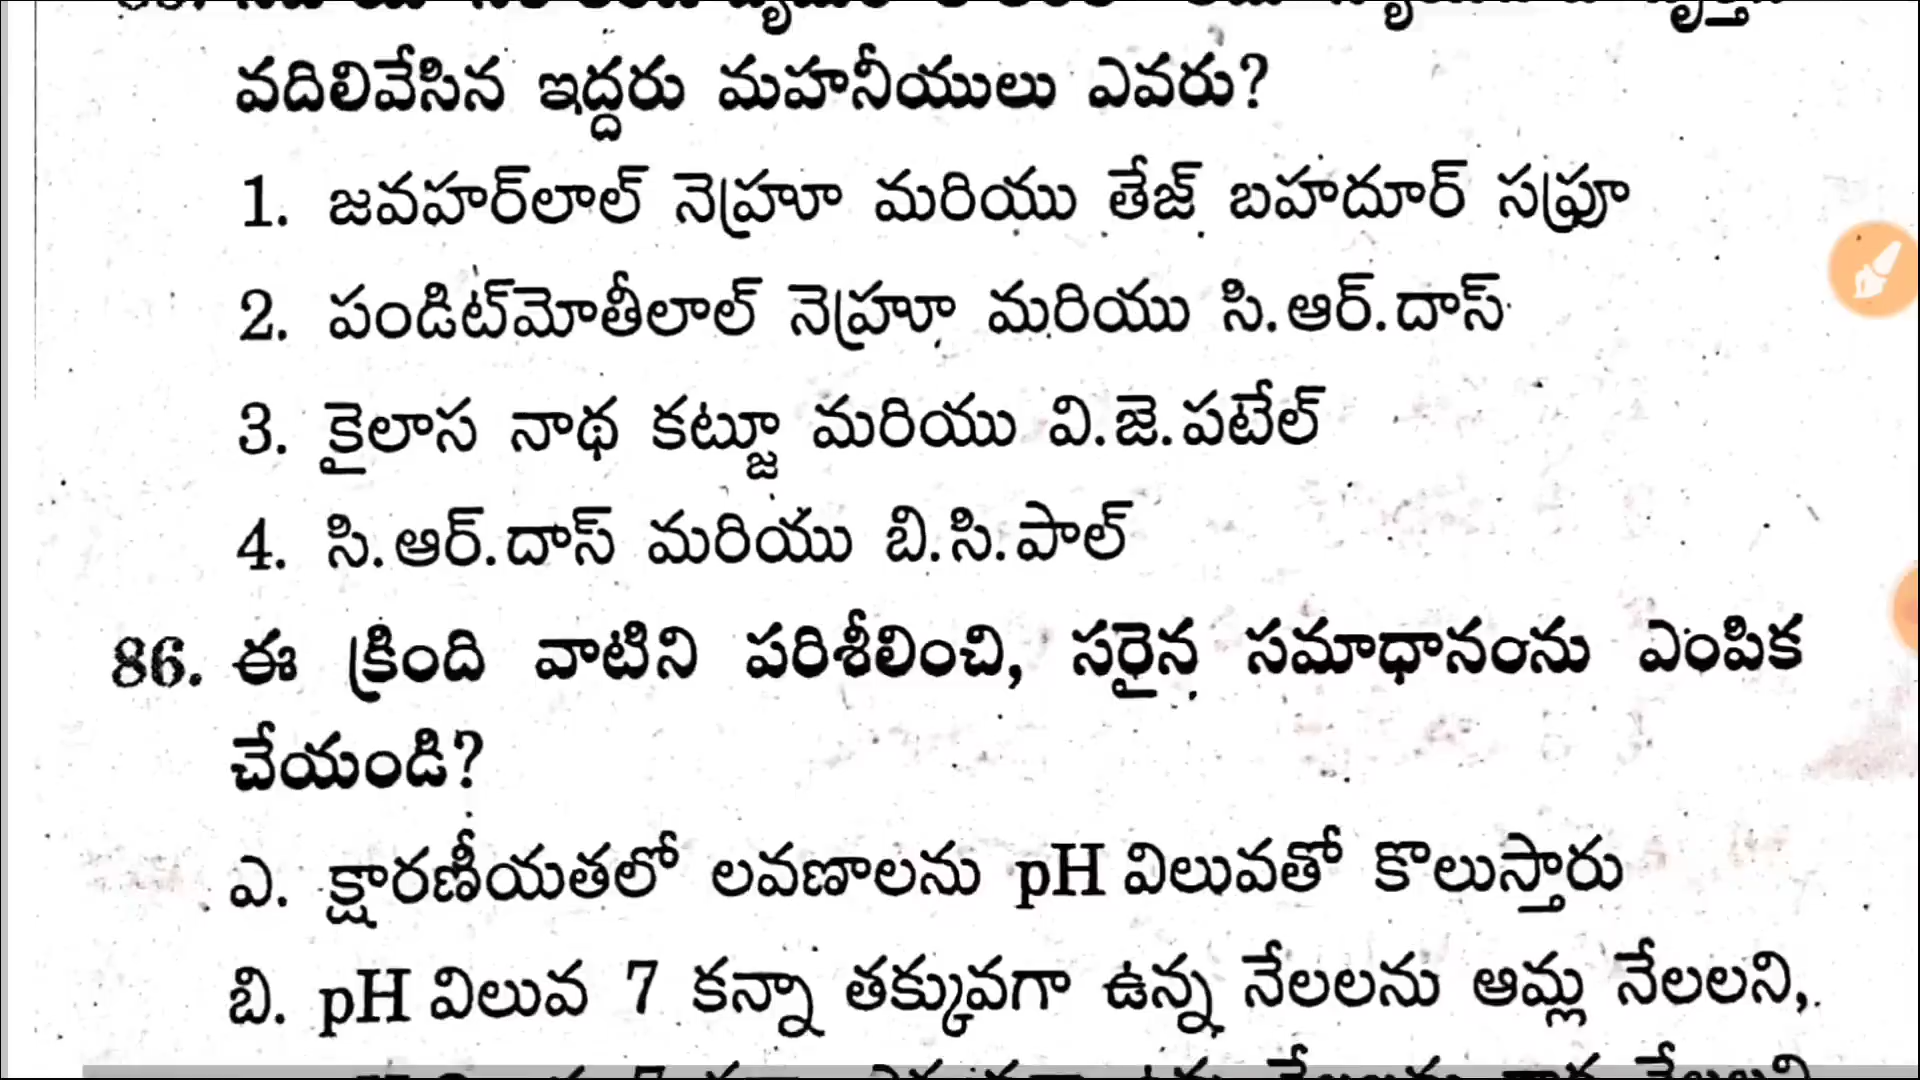 వదిలివేసిన ఇద్దరు మహనీయులు ఎవరు?
1. జవహర్‌లాల్ నెహ్రూ మరియు తేజ్ బహదూర్ సప్రూ
2. పండిట్‌మోతీలాల్ నెహ్రూ మరియు సి.ఆర్.దాస్
3. కైలాస నాథ కట్జూ మరియు వి.జె.పటేల్
4. సి.ఆర్.దాస్ మరియు బి.సి.పాల్
86. ఈ క్రింది వాటిని పరిశీలించి, సరైన సమాధానంను ఎంపిక
చేయండి?
ఎ. క్షారణీయతలో లవణాలను pH విలువతో కొలుస్తారు
బి. pH విలువ 7 కన్నా తక్కువగా ఉన్న నేలలను ఆమ్ల నేలలని,